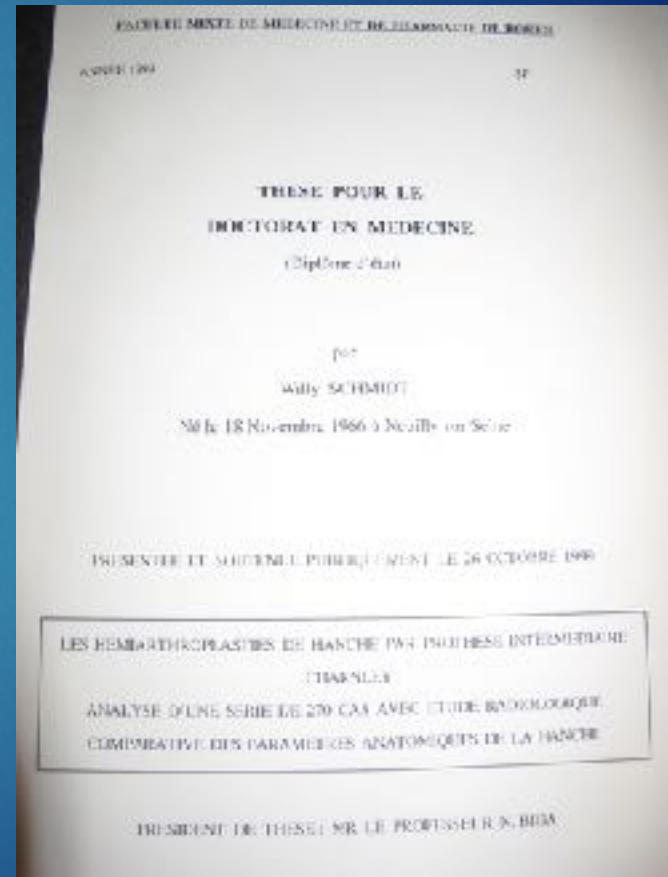 FACULTE MIXTE DE MEDECINE ET DE PHARMACIE DE ROUEN
ANNEE
THESE POUR LE
DOCTORAT EN MEDECINE
(Diplôme d'état)
par
Willy SCHMIDT
Né le 18 Novembre 1966 à Neuilly sur Seine
PRESENTEE ET SOUTENUE PUBLIQUEMENT LE 26 OCTOBRE
LES HEMIARTHROPLASTIES DE HANCHE PAR PROTHESE INTERMEDIAIRE
CHARNLEY
ANALYSE D'UNE SERIE DE 270 CAS AVEC ETUDE RADIOLOGIQUE
COMPARATIVE DES PARAMETRES ANATOMIQUES DE LA HANCHE
PRESIDENT DE THESE : MR LE PROFESSEUR N. BIGA